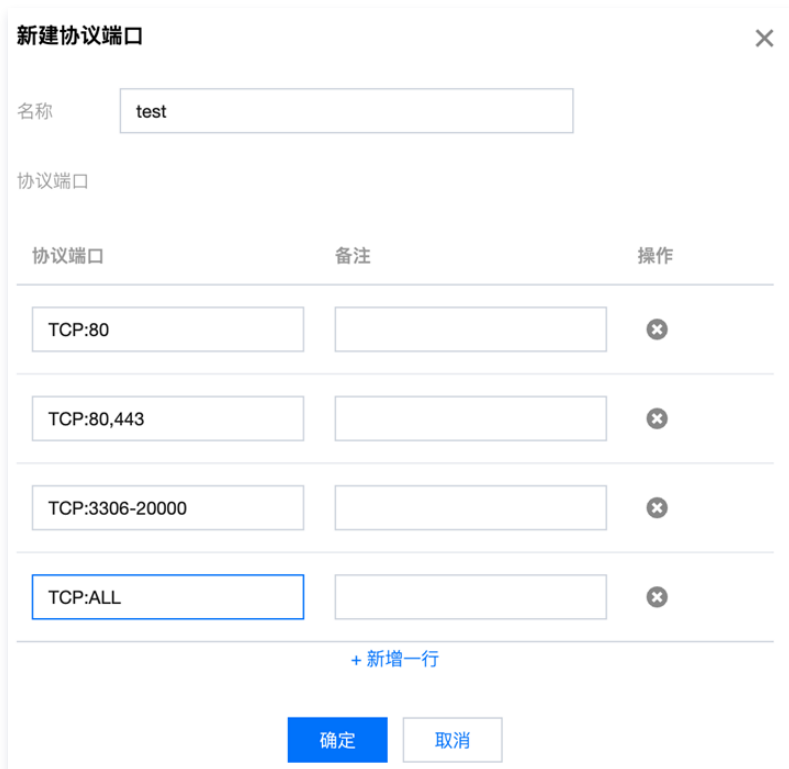 新建协议端口
名称 test
协议端口
协议端口 备注 操作
TCP:80
TCP:80,443
TCP:3306-20000
TCP:ALL
+ 新增一行
确定 取消